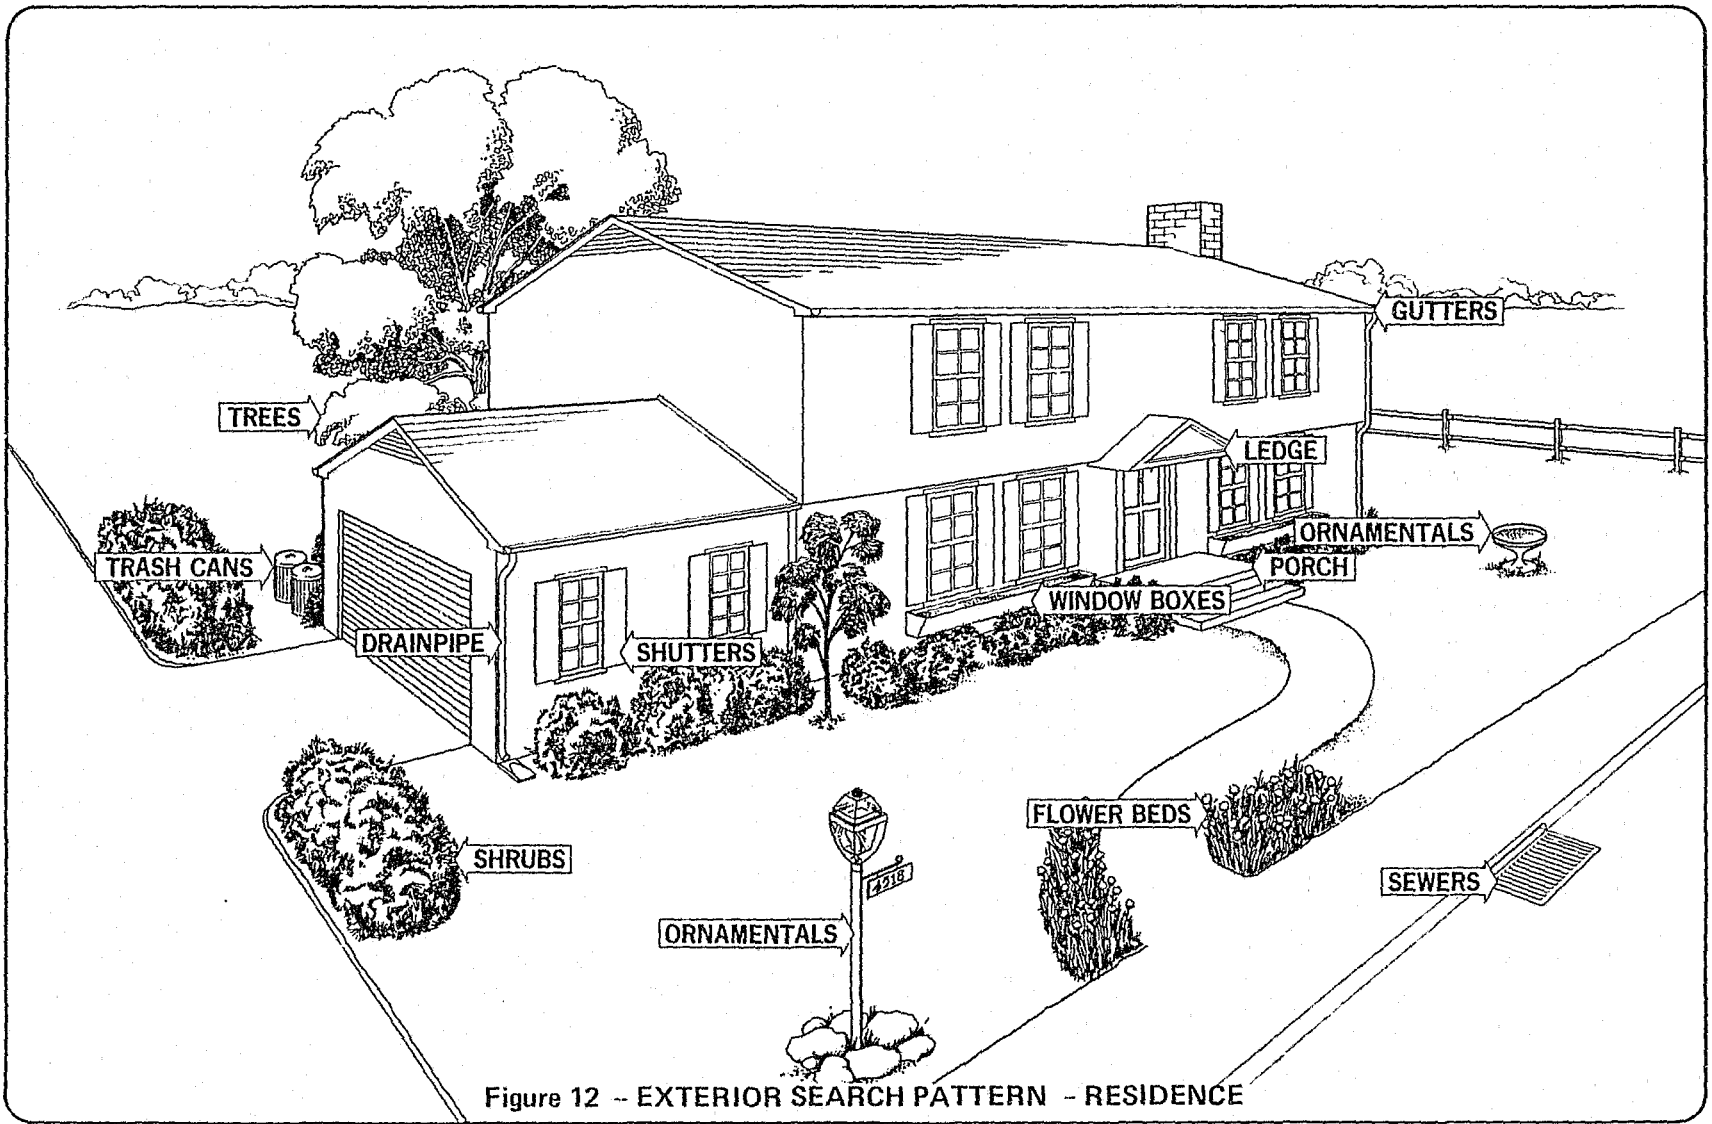 GUTTERS
TREES
LEDGE
ORNAMENTALS
TRASH CANS
PORCH
WINDOW BOXES
DRAINPIPE
SHUTTERS
FLOWER BEDS
SHRUBS
4518
SEWERS
ORNAMENTALS
Figure 12 -- EXTERIOR SEARCH PATTERN - RESIDENCE